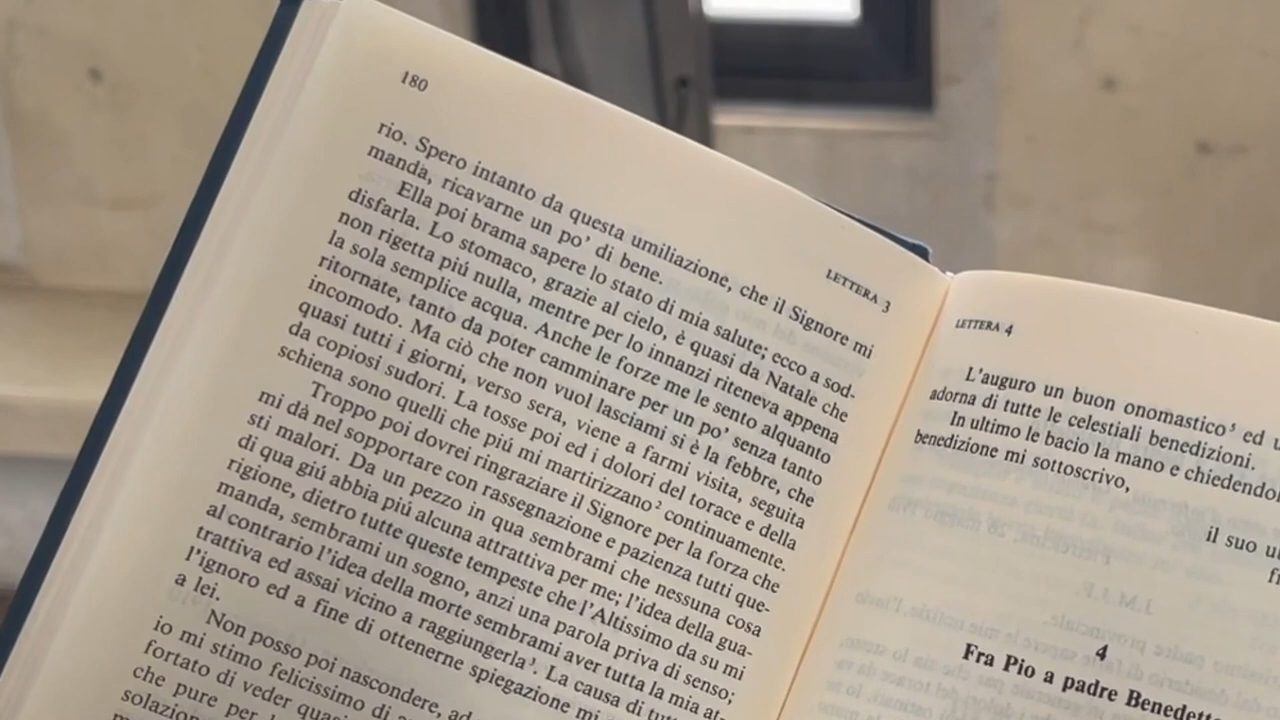 180
LETTERA 3
rio. Spero intanto da questa umiliazione, che il Signore mi
manda, ricavarne un po' di bene.
Ella poi brama sapere lo stato di mia salute; ecco a sod-
disfarla. Lo stomaco, grazie al cielo, è quasi da Natale che
non rigetta piú nulla, mentre per lo innanzi riteneva appena
la sola semplice acqua. Anche le forze me le sento alquanto
ritornate, tanto da poter camminare per un po' senza tanto
incomodo. Ma ciò che non vuol lasciami si è la febbre, che
quasi tutti i giorni, verso sera, viene a farmi visita, seguita
da copiosi sudori. La tosse poi ed i dolori del torace e della
schiena sono quelli che piú mi martirizzano² continuamente.
Troppo poi dovrei ringraziare il Signore per la forza che
mi dà nel sopportare con rassegnazione e pazienza tutti que-
sti malori. Da un pezzo in qua sembrami che nessuna cosa
di qua giú abbia piú alcuna attrattiva per me; l'idea della gua-
rigione, dietro tutte queste tempeste che l'Altissimo da su mi
manda, sembrami un sogno, anzi una parola priva di senso;
al contrario l'idea della morte sembrami aver tutta la mia at-
trattiva ed assai vicino a raggiungerla³. La causa di tutt
l'ignoro ed a fine di ottenerne spiegazione mi
a lei.
Non posso poi nascondere, ad
io mi stimo felicissimo di
fortato di veder quasi
che pure per
solazion
LETTERA 4
L'auguro un buon onomastico⁵ ed
adorna di tutte le celestiali benedizioni.
In ultimo le bacio la mano e chiedendol
benedizione mi sottoscrivo,
il suo u
f
4
Fra Pio a padre Benedett